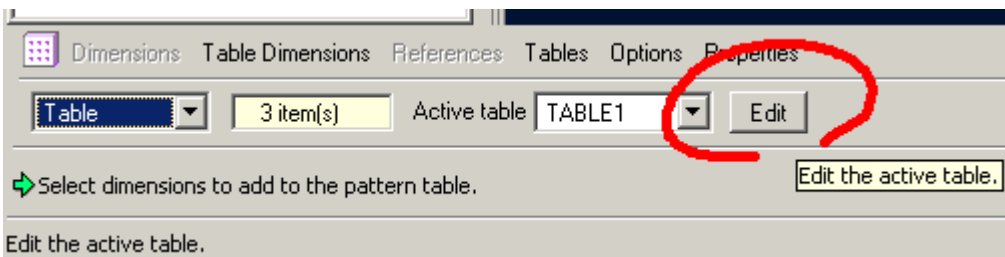 Dimensions Table Dimensions References Tables Options Properties
Table 3 item(s) Active table TABLE1 Edit
Select dimensions to add to the pattern table.
Edit the active table.
Edit the active table.